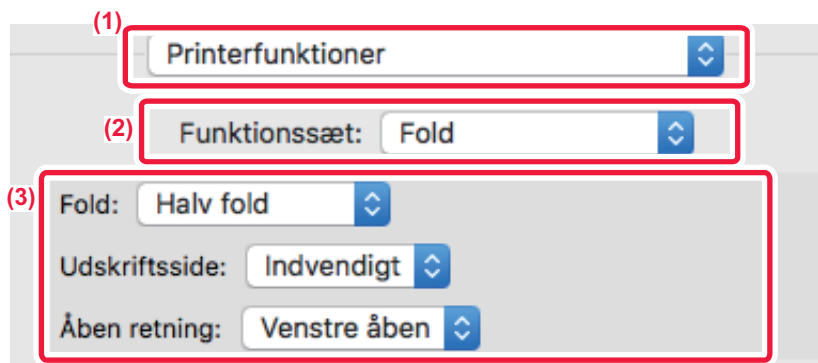 (1)
Printerfunktioner
(2)
Funktionssæt: Fold
(3)
Fold: Halv fold
Udskriftsside: Indvendigt
Åben retning: Venstre åben